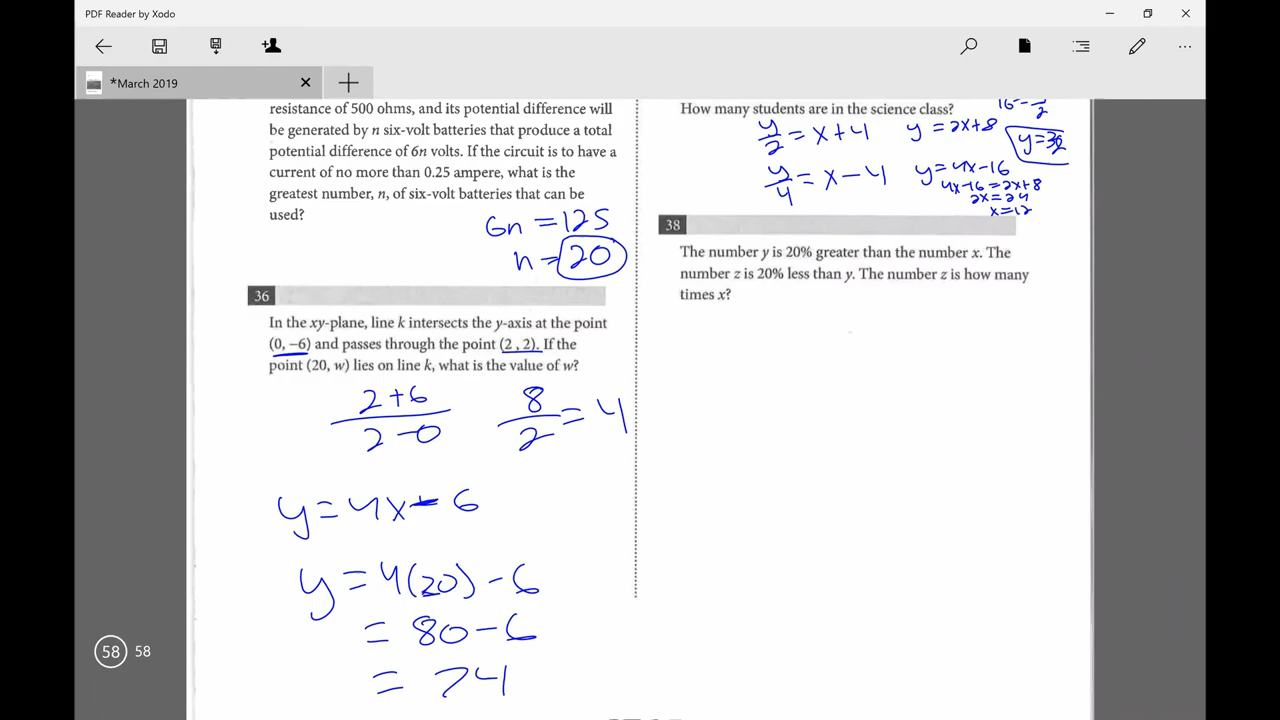 PDF Reader by Xodo
*March 2019
resistance of 500 ohms, and its potential difference will
be generated by n six-volt batteries that produce a total
potential difference of 6n volts. If the circuit is to have a
current of no more than 0.25 ampere, what is the
greatest number, n, of six-volt batteries that can be
used?
6n = 125
n = 20
36
In the xy-plane, line k intersects the y-axis at the point
(0, −6) and passes through the point (2 , 2). If the
point (20, w) lies on line k, what is the value of w?
2+6
2-0
8
2
= 4
y = 4x - 6
y = 4(20) - 6
= 80 - 6
= 74
How many students are in the science class?
y/2 = x + 4
y = 2x + 8
y = 32
y/4 = x - 4
y = 4x - 16
4x-16 = 2x+8
2x = 24
x = 12
38
The number y is 20% greater than the number x. The
number z is 20% less than y. The number z is how many
times x?
58 58